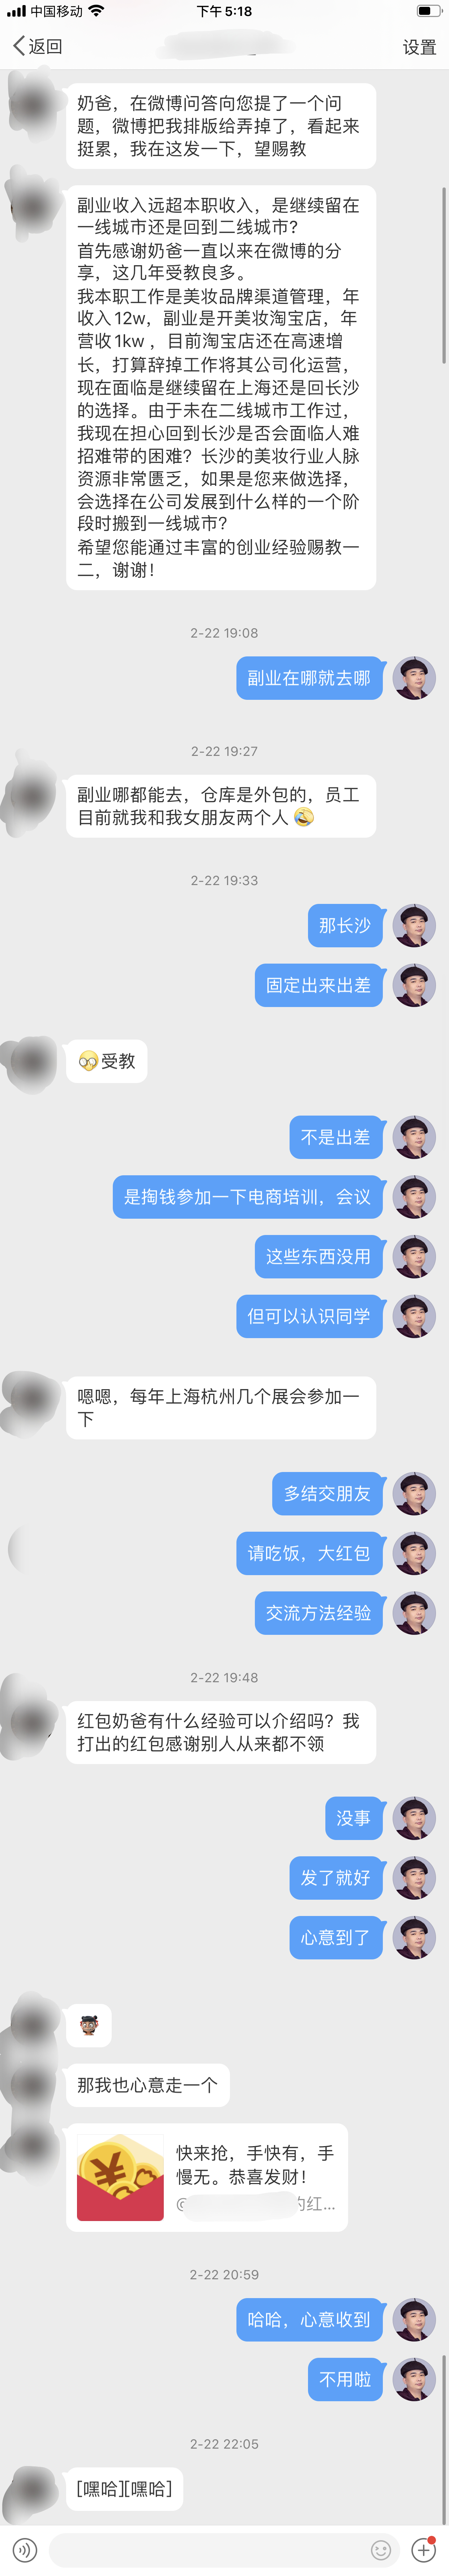 中国移动
下午5:18
返回
设置
奶爸，在微博问答向您提了一个问
题，微博把我排版给弄掉了，看起来
挺累，我在这发一下，望赐教
副业收入远超本职收入，是继续留在
一线城市还是回到二线城市？
首先感谢奶爸一直以来在微博的分
享，这几年受教良多。
我本职工作是美妆品牌渠道管理，年
收入12w，副业是开美妆淘宝店，年
营收1kw，目前淘宝店还在高速增
长，打算辞掉工作将其公司化运营，
现在面临是继续留在上海还是回长沙
的选择。由于未在二线城市工作过，
我现在担心回到长沙是否会面临人难
招难带的困难？长沙的美妆行业人脉
资源非常匮乏，如果是您来做选择，
会选择在公司发展到什么样的一个阶
段时搬到一线城市？
希望您能通过丰富的创业经验赐教一
二，谢谢！
2-22 19:08
副业在哪就去哪
2-22 19:27
副业哪都能去，仓库是外包的，员工
目前就我和我女朋友两个人🤣
2-22 19:33
那长沙
固定出来出差
受教
不是出差
是掏钱参加一下电商培训，会议
这些东西没用
但可以认识同学
嗯嗯，每年上海杭州几个展会参加一
下
多结交朋友
请吃饭，大红包
交流方法经验
2-22 19:48
红包奶爸有什么经验可以介绍吗？我
打出的红包感谢别人从来都不领
没事
发了就好
心意到了
那我也心意走一个
¥
快来抢，手快有，手
慢无。恭喜发财！
@
的红...
2-22 20:59
哈哈，心意收到
不用啦
2-22 22:05
[嘿哈][嘿哈]